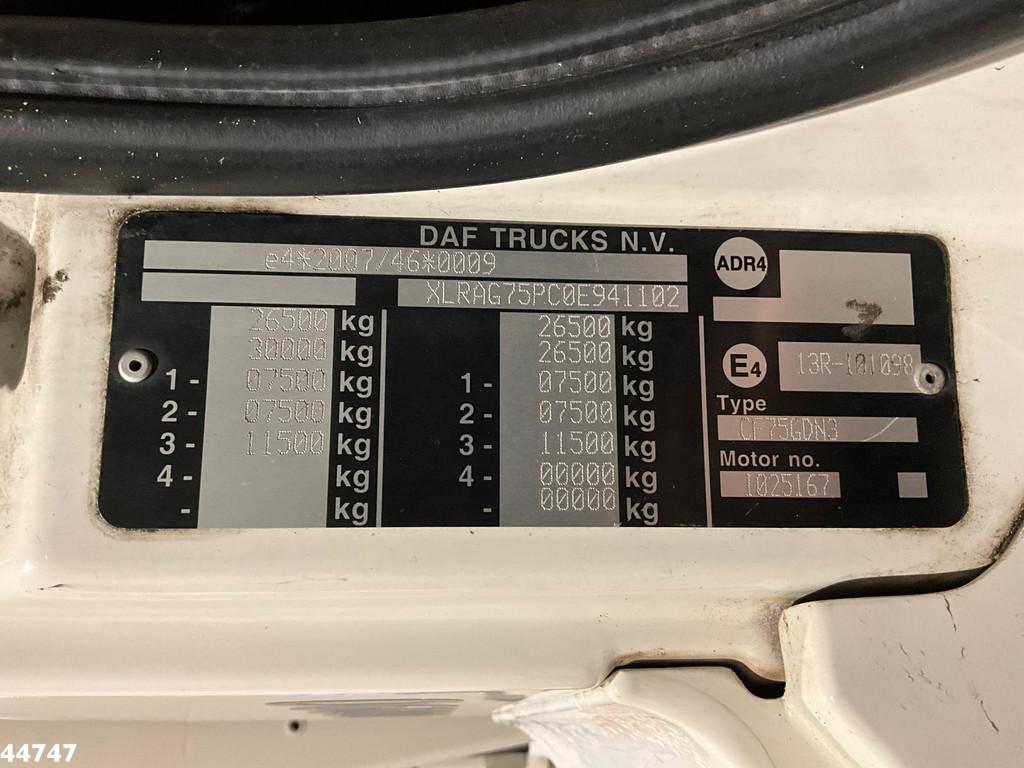 DAF TRUCKS N.V.
e4*2007/46*0009
XLRAG75PC0E941102
26500 kg
30000 kg
1 - 07500 kg
2 - 07500 kg
3 - 11500 kg
4 - kg
- kg
26500 kg
26500 kg
1 - 07500 kg
2 - 07500 kg
3 - 11500 kg
4 - 00000 kg
- 00000 kg
ADR4
E4 13R-101098
Type
CF75GDN3
Motor no.
1025167
44747